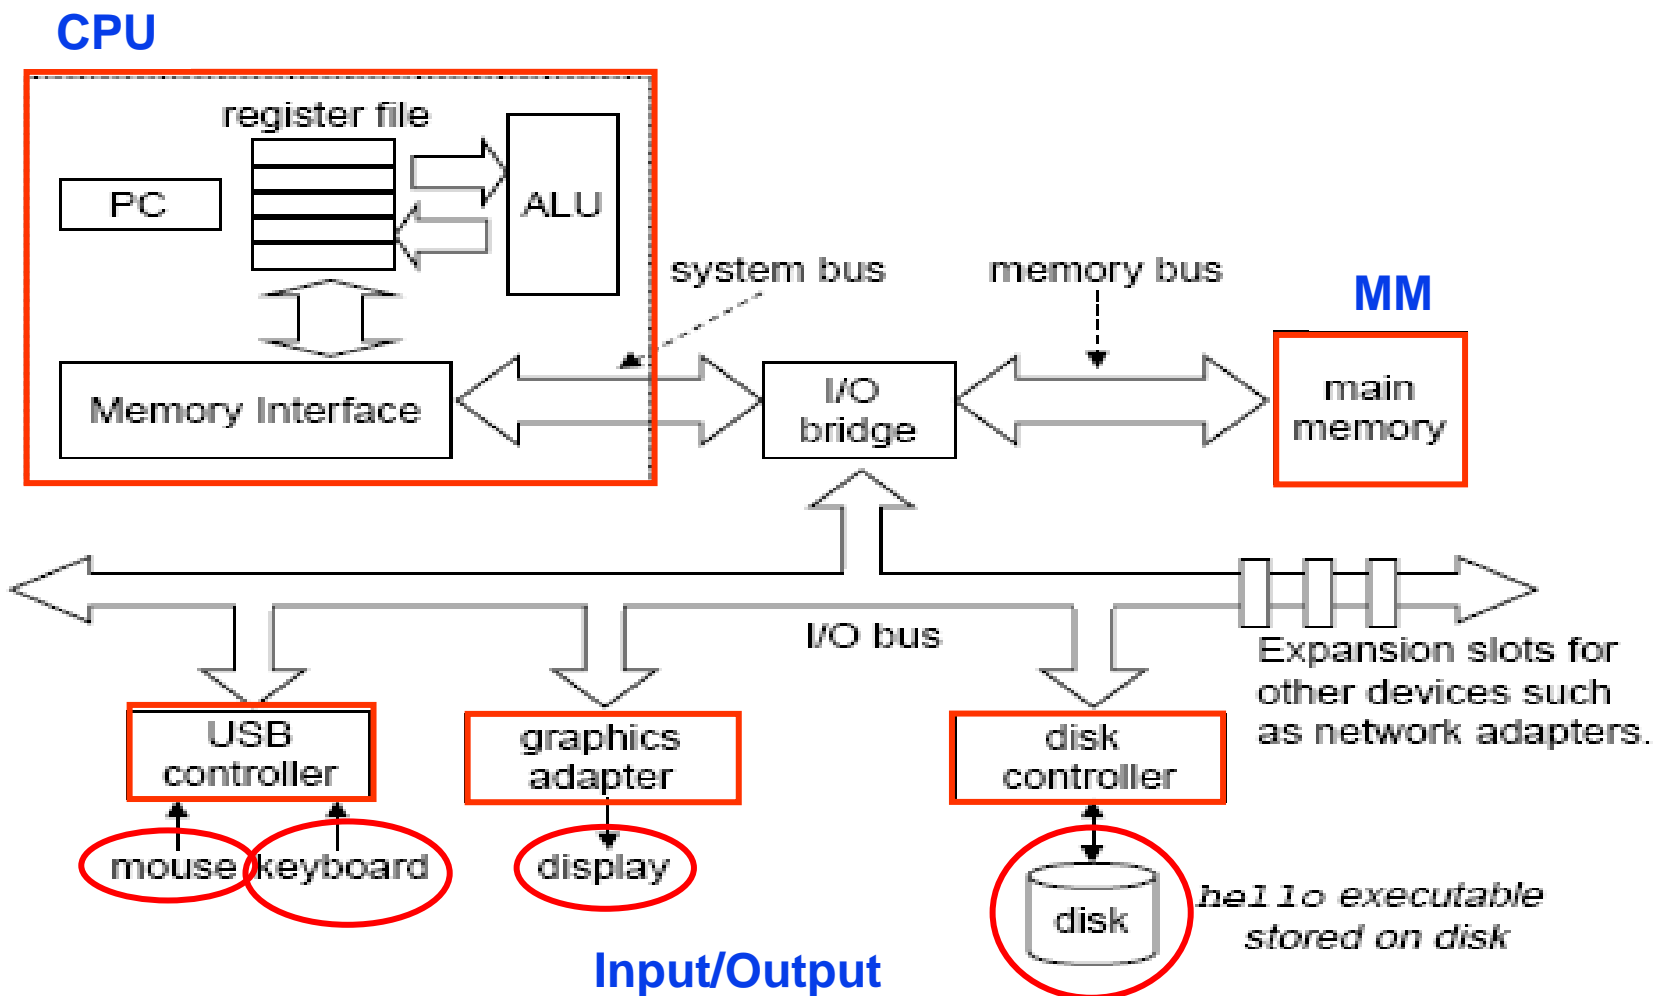 CPU
register file
PC
ALU
system bus
memory bus
MM
Memory Interface
I/O
bridge
main
memory
I/O bus
Expansion slots for
other devices such
as network adapters.
USB
controller
graphics
adapter
disk
controller
mouse
keyboard
display
disk
hello executable
stored on disk
Input/Output